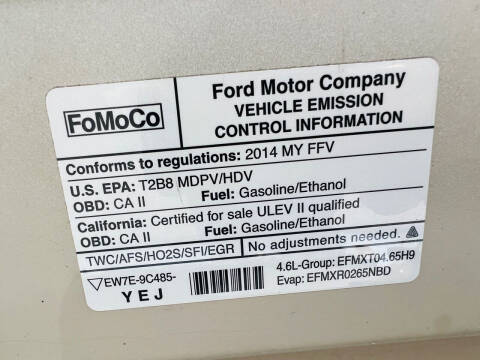 FoMoCo
Ford Motor Company
VEHICLE EMISSION
CONTROL INFORMATION
Conforms to regulations: 2014 MY FFV
U.S. EPA: T2B8 MDPV/HDV
OBD: CA II Fuel: Gasoline/Ethanol
California: Certified for sale ULEV II qualified
OBD: CA II Fuel: Gasoline/Ethanol
TWC/AFS/HO2S/SFI/EGR No adjustments needed.
EW7E-9C485-
YEJ
4.6L-Group: EFMXT04.65H9
Evap: EFMXR0265NBD